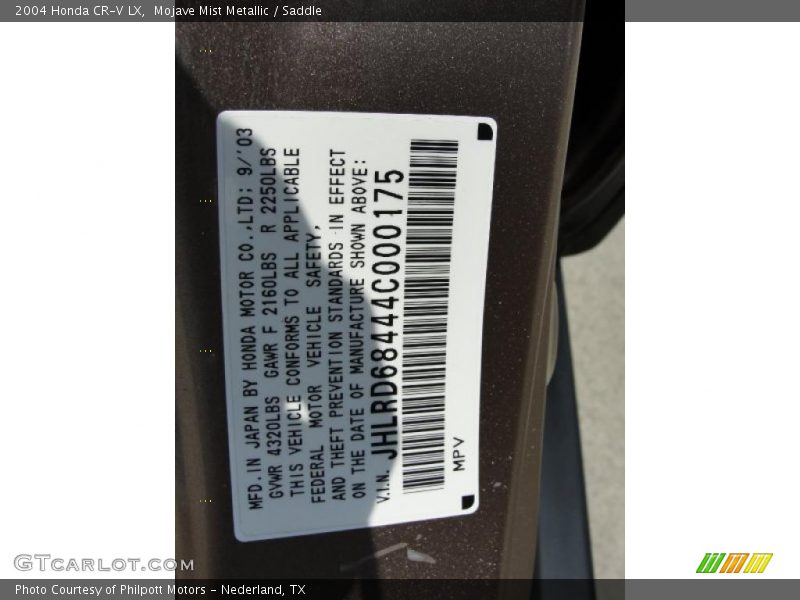 2004 Honda CR-V LX,  Mojave Mist Metallic / Saddle
MFD.IN JAPAN BY HONDA MOTOR CO.,LTD: 9/'03
GVWR 4320LBS GAWR F 2160LBS R 2250LBS
THIS VEHICLE CONFORMS TO ALL APPLICABLE
FEDERAL MOTOR VEHICLE SAFETY,
AND THEFT PREVENTION STANDARDS IN EFFECT
ON THE DATE OF MANUFACTURE SHOWN ABOVE:
V.I.N. JHLRD68444C000175
MPV
GTCARLOT.COM
Photo Courtesy of Philpott Motors - Nederland, TX